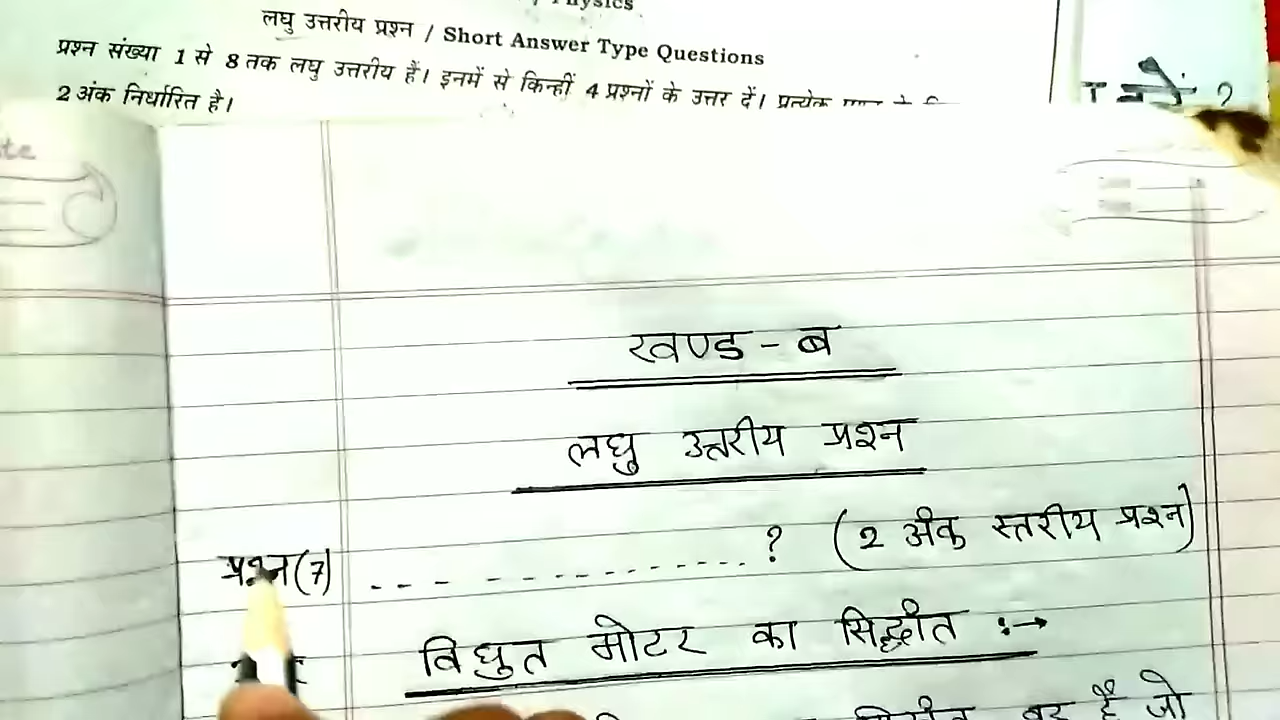 Physics
लघु उत्तरीय प्रश्न / Short Answer Type Questions
प्रश्न संख्या 1 से 8 तक लघु उत्तरीय हैं। इनमें से किन्हीं 4 प्रश्नों के उत्तर दें। प्रत्येक
2 अंक निर्धारित है।
खण्ड - ब
लघु उत्तरीय प्रश्न
प्रश्न (7) ..............? (2 अंक स्तरीय प्रश्न)
विधुत मोटर का सिद्धांत :→
वह है जो